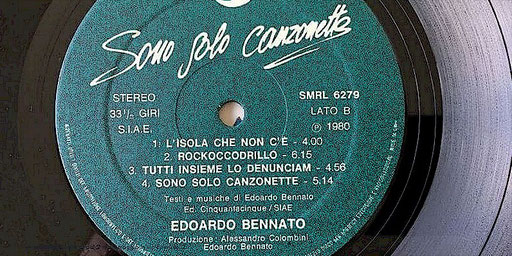 Sono solo canzonette
STEREO
SMRL 6279
33 1/3 GIRI
LATO B
S.I.A.E.
℗ 1980
1: L'ISOLA CHE NON C'È - 4.00
2. ROCKOCCODRILLO - 6.15
3. TUTTI INSIEME LO DENUNCIAM - 4.56
4. SONO SOLO CANZONETTE - 5.14
Testi e musiche di Edoardo Bennato
Ed. Cinquantacinque / SIAE
EDOARDO BENNATO
Produzione: Alessandro Colombini
Edoardo Bennato